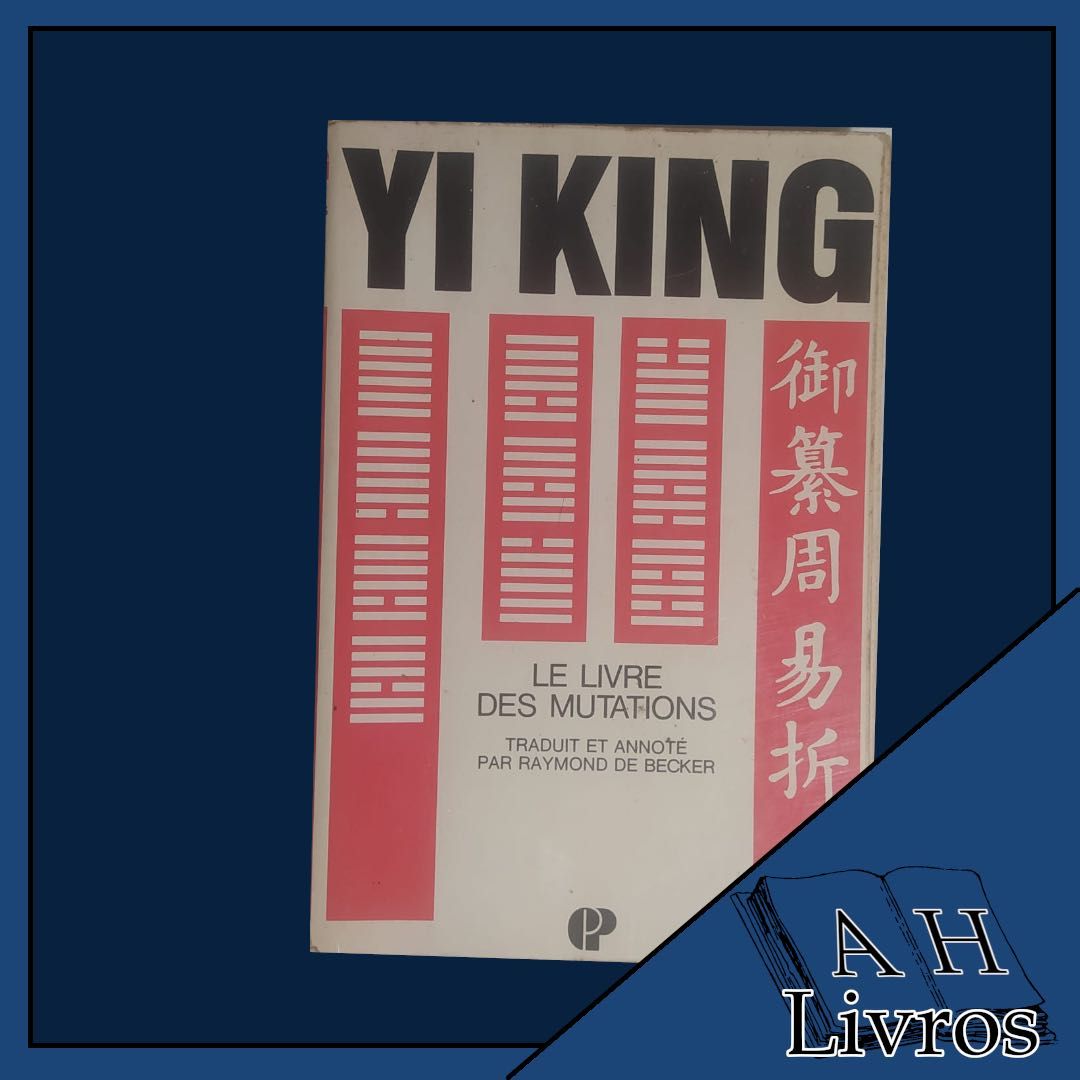 YI KING
御纂周易折
LE LIVRE
DES MUTATIONS
TRADUIT ET ANNOTÉ
PAR RAYMOND DE BECKER
A H
Livros